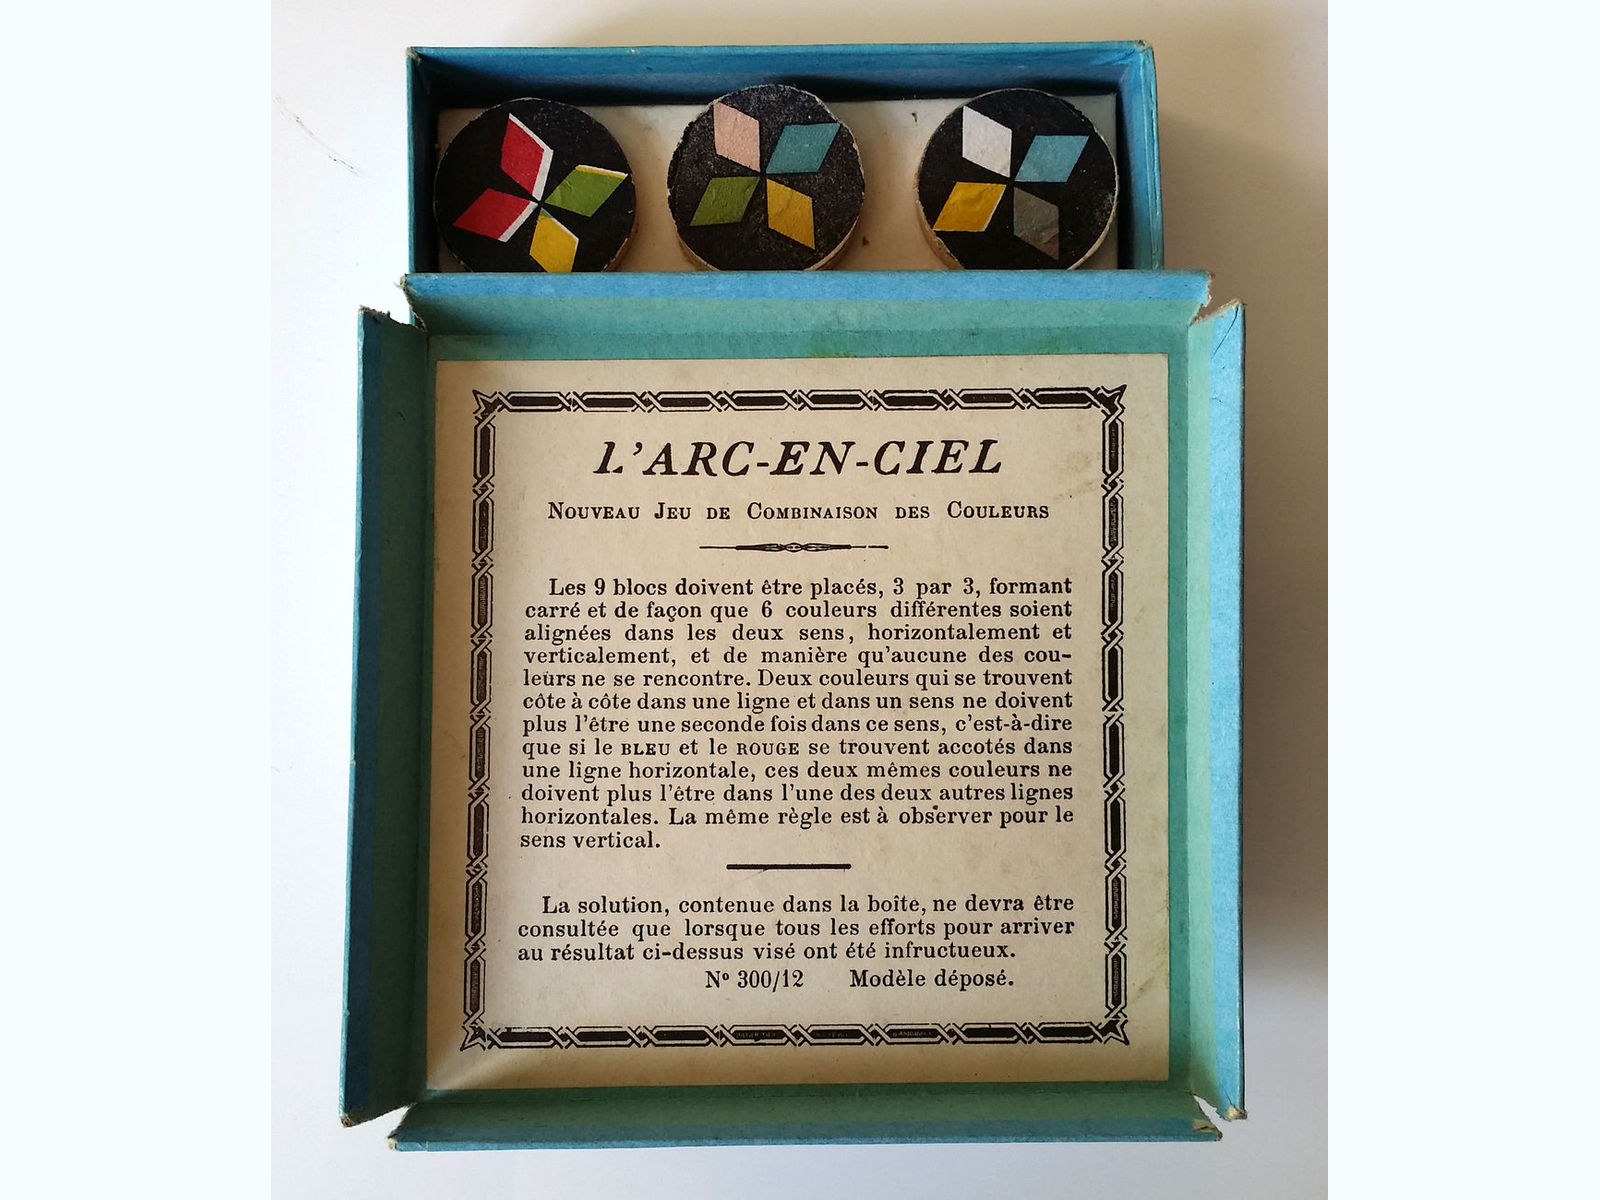 L'ARC-EN-CIEL
Nouveau Jeu de Combinaison des Couleurs
Les 9 blocs doivent être placés, 3 par 3, formant
carré et de façon que 6 couleurs différentes soient
alignées dans les deux sens, horizontalement et
verticalement, et de manière qu'aucune des cou-
leurs ne se rencontre. Deux couleurs qui se trouvent
côte à côte dans une ligne et dans un sens ne doivent
plus l'être une seconde fois dans ce sens, c'est-à-dire
que si le BLEU et le ROUGE se trouvent accotés dans
une ligne horizontale, ces deux mêmes couleurs ne
doivent plus l'être dans l'une des deux autres lignes
horizontales. La même règle est à observer pour le
sens vertical.
La solution, contenue dans la boîte, ne devra être
consultée que lorsque tous les efforts pour arriver
au résultat ci-dessus visé ont été infructueux.
Nº 300/12 Modèle déposé.